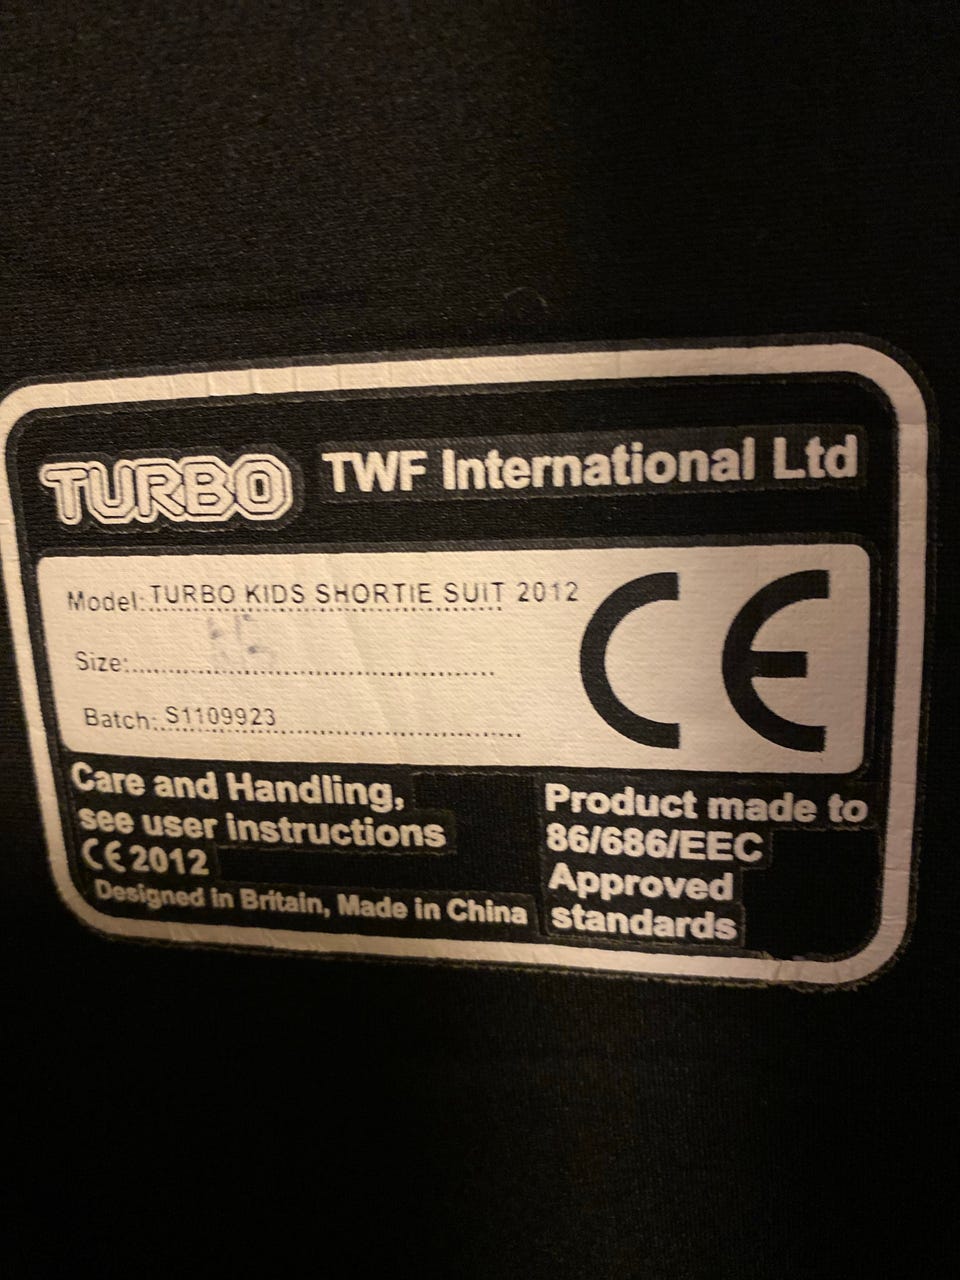 TURBO TWF International Ltd
Model: TURBO KIDS SHORTIE SUIT 2012
Size:
Batch: S1109923
CE
Care and Handling,
see user instructions
CE 2012
Designed in Britain, Made in China
Product made to
86/686/EEC
Approved
standards